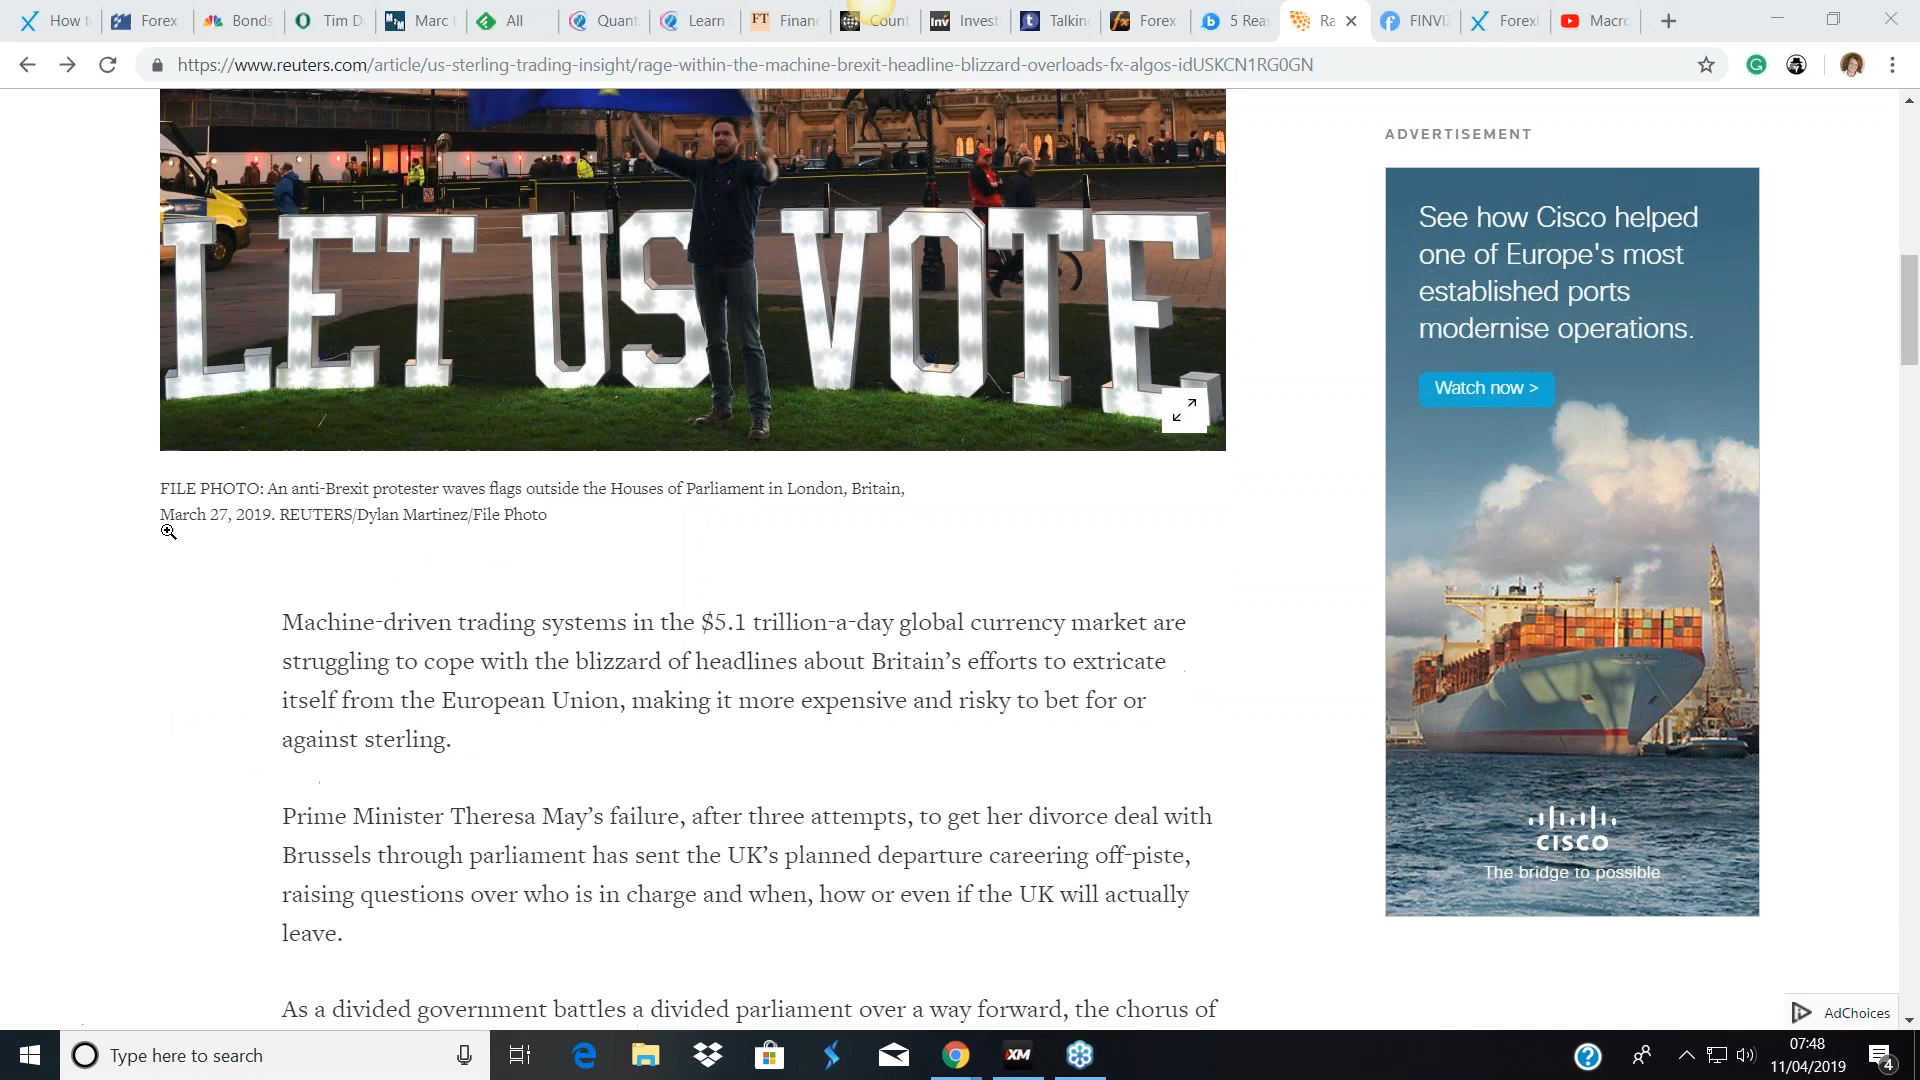 How t
Forex
Bonds
Tim D
Marc
All
Quant
Learn
FT Financ
Count
Inv Invest
t Talkin
fx Forex
5 Reas
Ra
FINVIZ
Forexl
Macro
https://www.reuters.com/article/us-sterling-trading-insight/rage-within-the-machine-brexit-headline-blizzard-overloads-fx-algos-idUSKCN1RG0GN
LET US VOTE
FILE PHOTO: An anti-Brexit protester waves flags outside the Houses of Parliament in London, Britain,
March 27, 2019. REUTERS/Dylan Martinez/File Photo
Machine-driven trading systems in the $5.1 trillion-a-day global currency market are
struggling to cope with the blizzard of headlines about Britain’s efforts to extricate
itself from the European Union, making it more expensive and risky to bet for or
against sterling.
Prime Minister Theresa May’s failure, after three attempts, to get her divorce deal with
Brussels through parliament has sent the UK’s planned departure careering off-piste,
raising questions over who is in charge and when, how or even if the UK will actually
leave.
As a divided government battles a divided parliament over a way forward, the chorus of
ADVERTISEMENT
See how Cisco helped
one of Europe's most
established ports
modernise operations.
Watch now >
CISCO
The bridge to possible
AdChoices
Type here to search
XM
07:48
11/04/2019
4